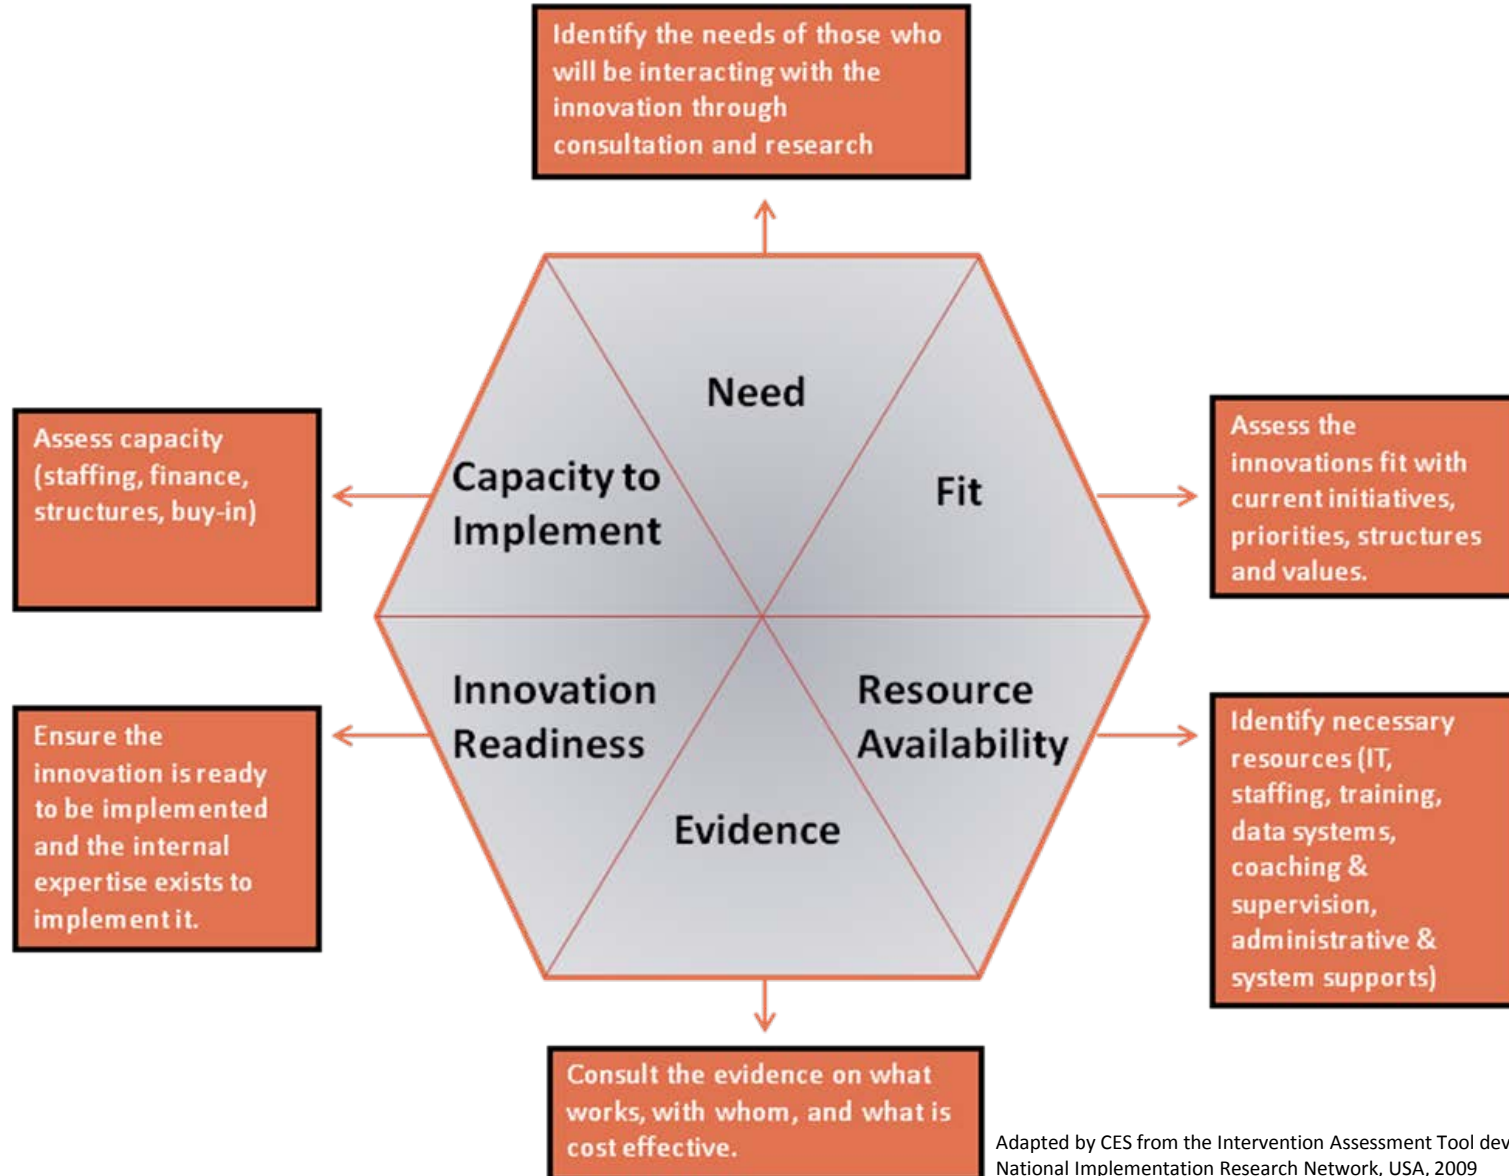 Identify the needs of those who
will be interacting with the
innovation through
consultation and research
Need
Capacity to
Implement
Fit
Assess capacity
(staffing, finance,
structures, buy-in)
Assess the
innovations fit with
current initiatives,
priorities, structures
and values.
Innovation
Readiness
Resource
Availability
Evidence
Ensure the
innovation is ready
to be implemented
and the internal
expertise exists to
implement it.
Identify necessary
resources (IT,
staffing, training,
data systems,
coaching &
supervision,
administrative &
system supports)
Consult the evidence on what
works, with whom, and what is
cost effective.
Adapted by CES from the Intervention Assessment Tool dev
National Implementation Research Network, USA, 2009